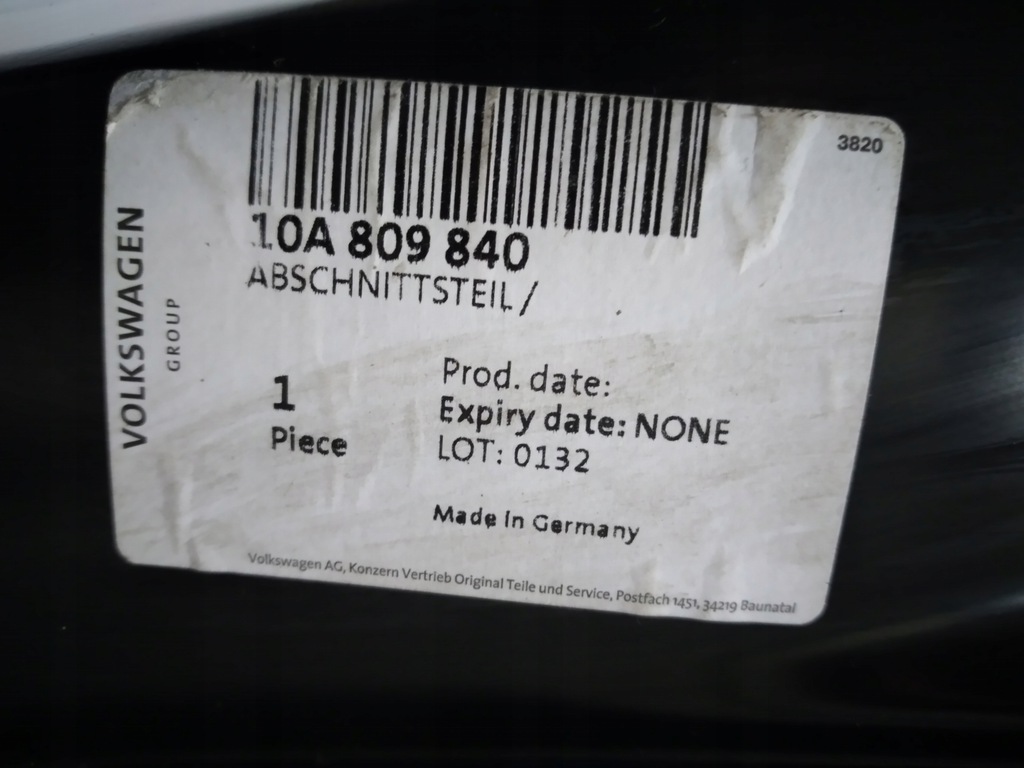 3820
VOLKSWAGEN
GROUP
10A 809 840
ABSCHNITTSTEIL/
1
Piece
Prod. date:
Expiry date: NONE
LOT: 0132
Made in Germany
Volkswagen AG, Konzern Vertrieb Original Teile und Service, Postfach 1451, 34219 Baunatal